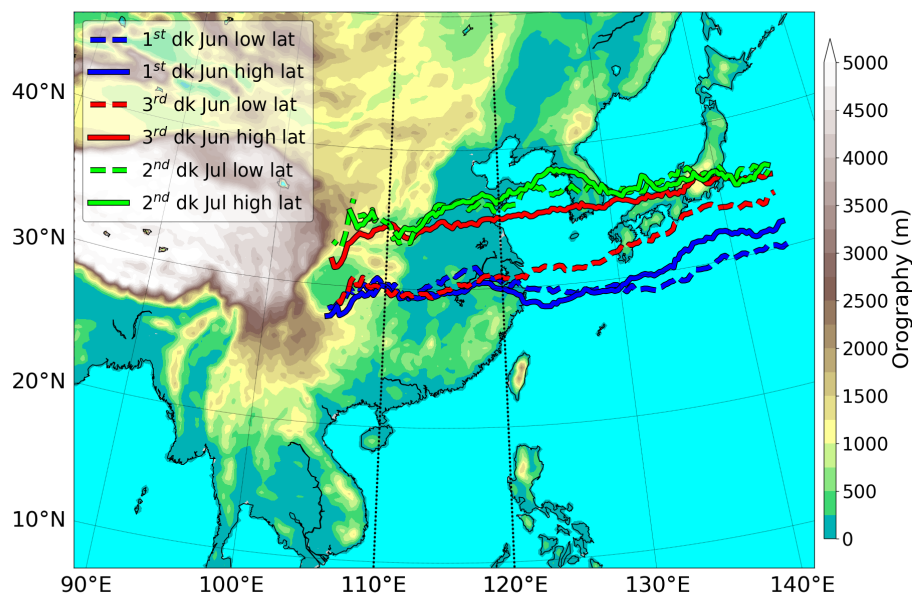 1st dk Jun low lat
1st dk Jun high lat
3rd dk Jun low lat
3rd dk Jun high lat
2nd dk Jul low lat
2nd dk Jul high lat
40°N
30°N
20°N
10°N
90°E 100°E 110°E 120°E 130°E 140°E
5000
4500
4000
3500
3000
2500
2000
1500
1000
500
0
Orography (m)